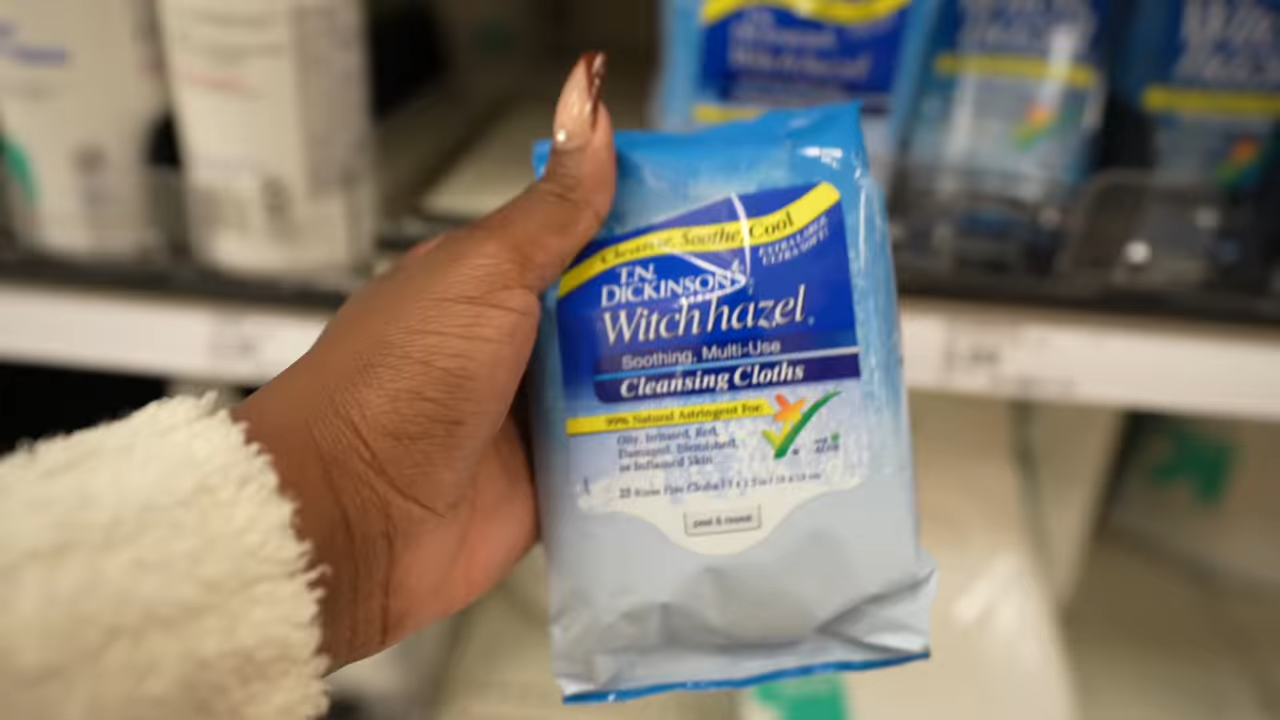 Cleanse, Soothe, Cool
EXTRA LARGE
ULTRA SOFT!
T.N.
DICKINSON'S
Witch hazel
Soothing, Multi-Use
Cleansing Cloths
99% Natural Astringent For:
Oily, Irritated, Red,
Damaged, Blemished,
or Inflamed Skin
peel & reseal